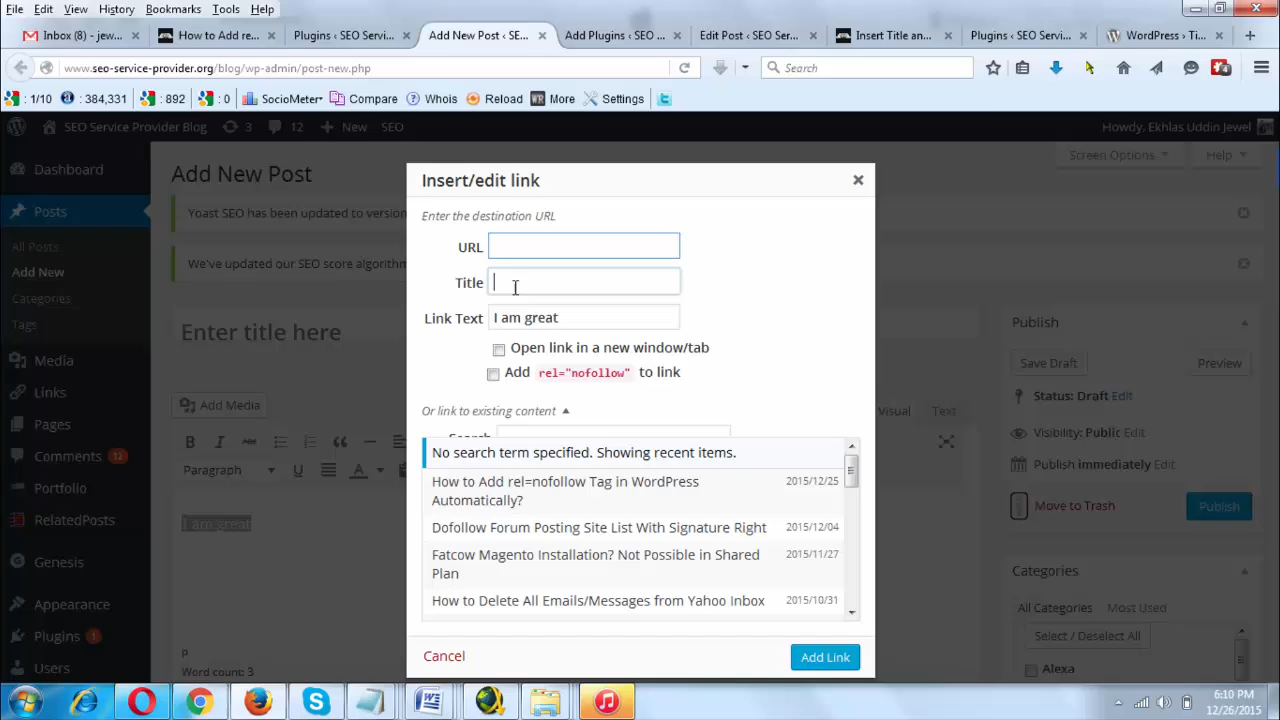 File Edit View History Bookmarks Tools Help
Inbox (8) - jew... How to Add re... Plugins ‹ SEO Servi... Add New Post ‹ SE... Add Plugins ‹ SEO ... Edit Post ‹ SEO Ser... Insert Title an... Plugins ‹ SEO Servic... WordPress › Ti...
www.seo-service-provider.org/blog/wp-admin/post-new.php Search 4
: 1/10 : 384,331 : 892 : 0 SocioMeter Compare Whois Reload WR More Settings
SEO Service Provider Blog 3 12 New SEO Howdy, Ekhlas Uddin Jewel
Dashboard
Posts
All Posts
Add New
Categories
Tags
Media
Links
Pages
Comments 12
Portfolio
RelatedPosts
Genesis
Appearance
Plugins 1
Users
Add New Post
Screen Options Help
Yoast SEO has been updated to version
We've updated our SEO score algorithm
Enter title here
Add Media
Visual Text
B I ABC
Paragraph U A
I am great
P
Word count: 3
Insert/edit link
Enter the destination URL
URL
Title
Link Text I am great
Open link in a new window/tab
Add rel="nofollow" to link
Or link to existing content
Search
No search term specified. Showing recent items.
How to Add rel=nofollow Tag in WordPress 2015/12/25
Automatically?
Dofollow Forum Posting Site List With Signature Right 2015/12/04
Fatcow Magento Installation? Not Possible in Shared 2015/11/27
Plan
How to Delete All Emails/Messages from Yahoo Inbox 2015/10/31
Cancel Add Link
Publish
Save Draft Preview
Status: Draft Edit
Visibility: Public Edit
Publish immediately Edit
Move to Trash Publish
Categories
All Categories Most Used
Select / Deselect All
Alexa
6:10 PM
12/26/2015